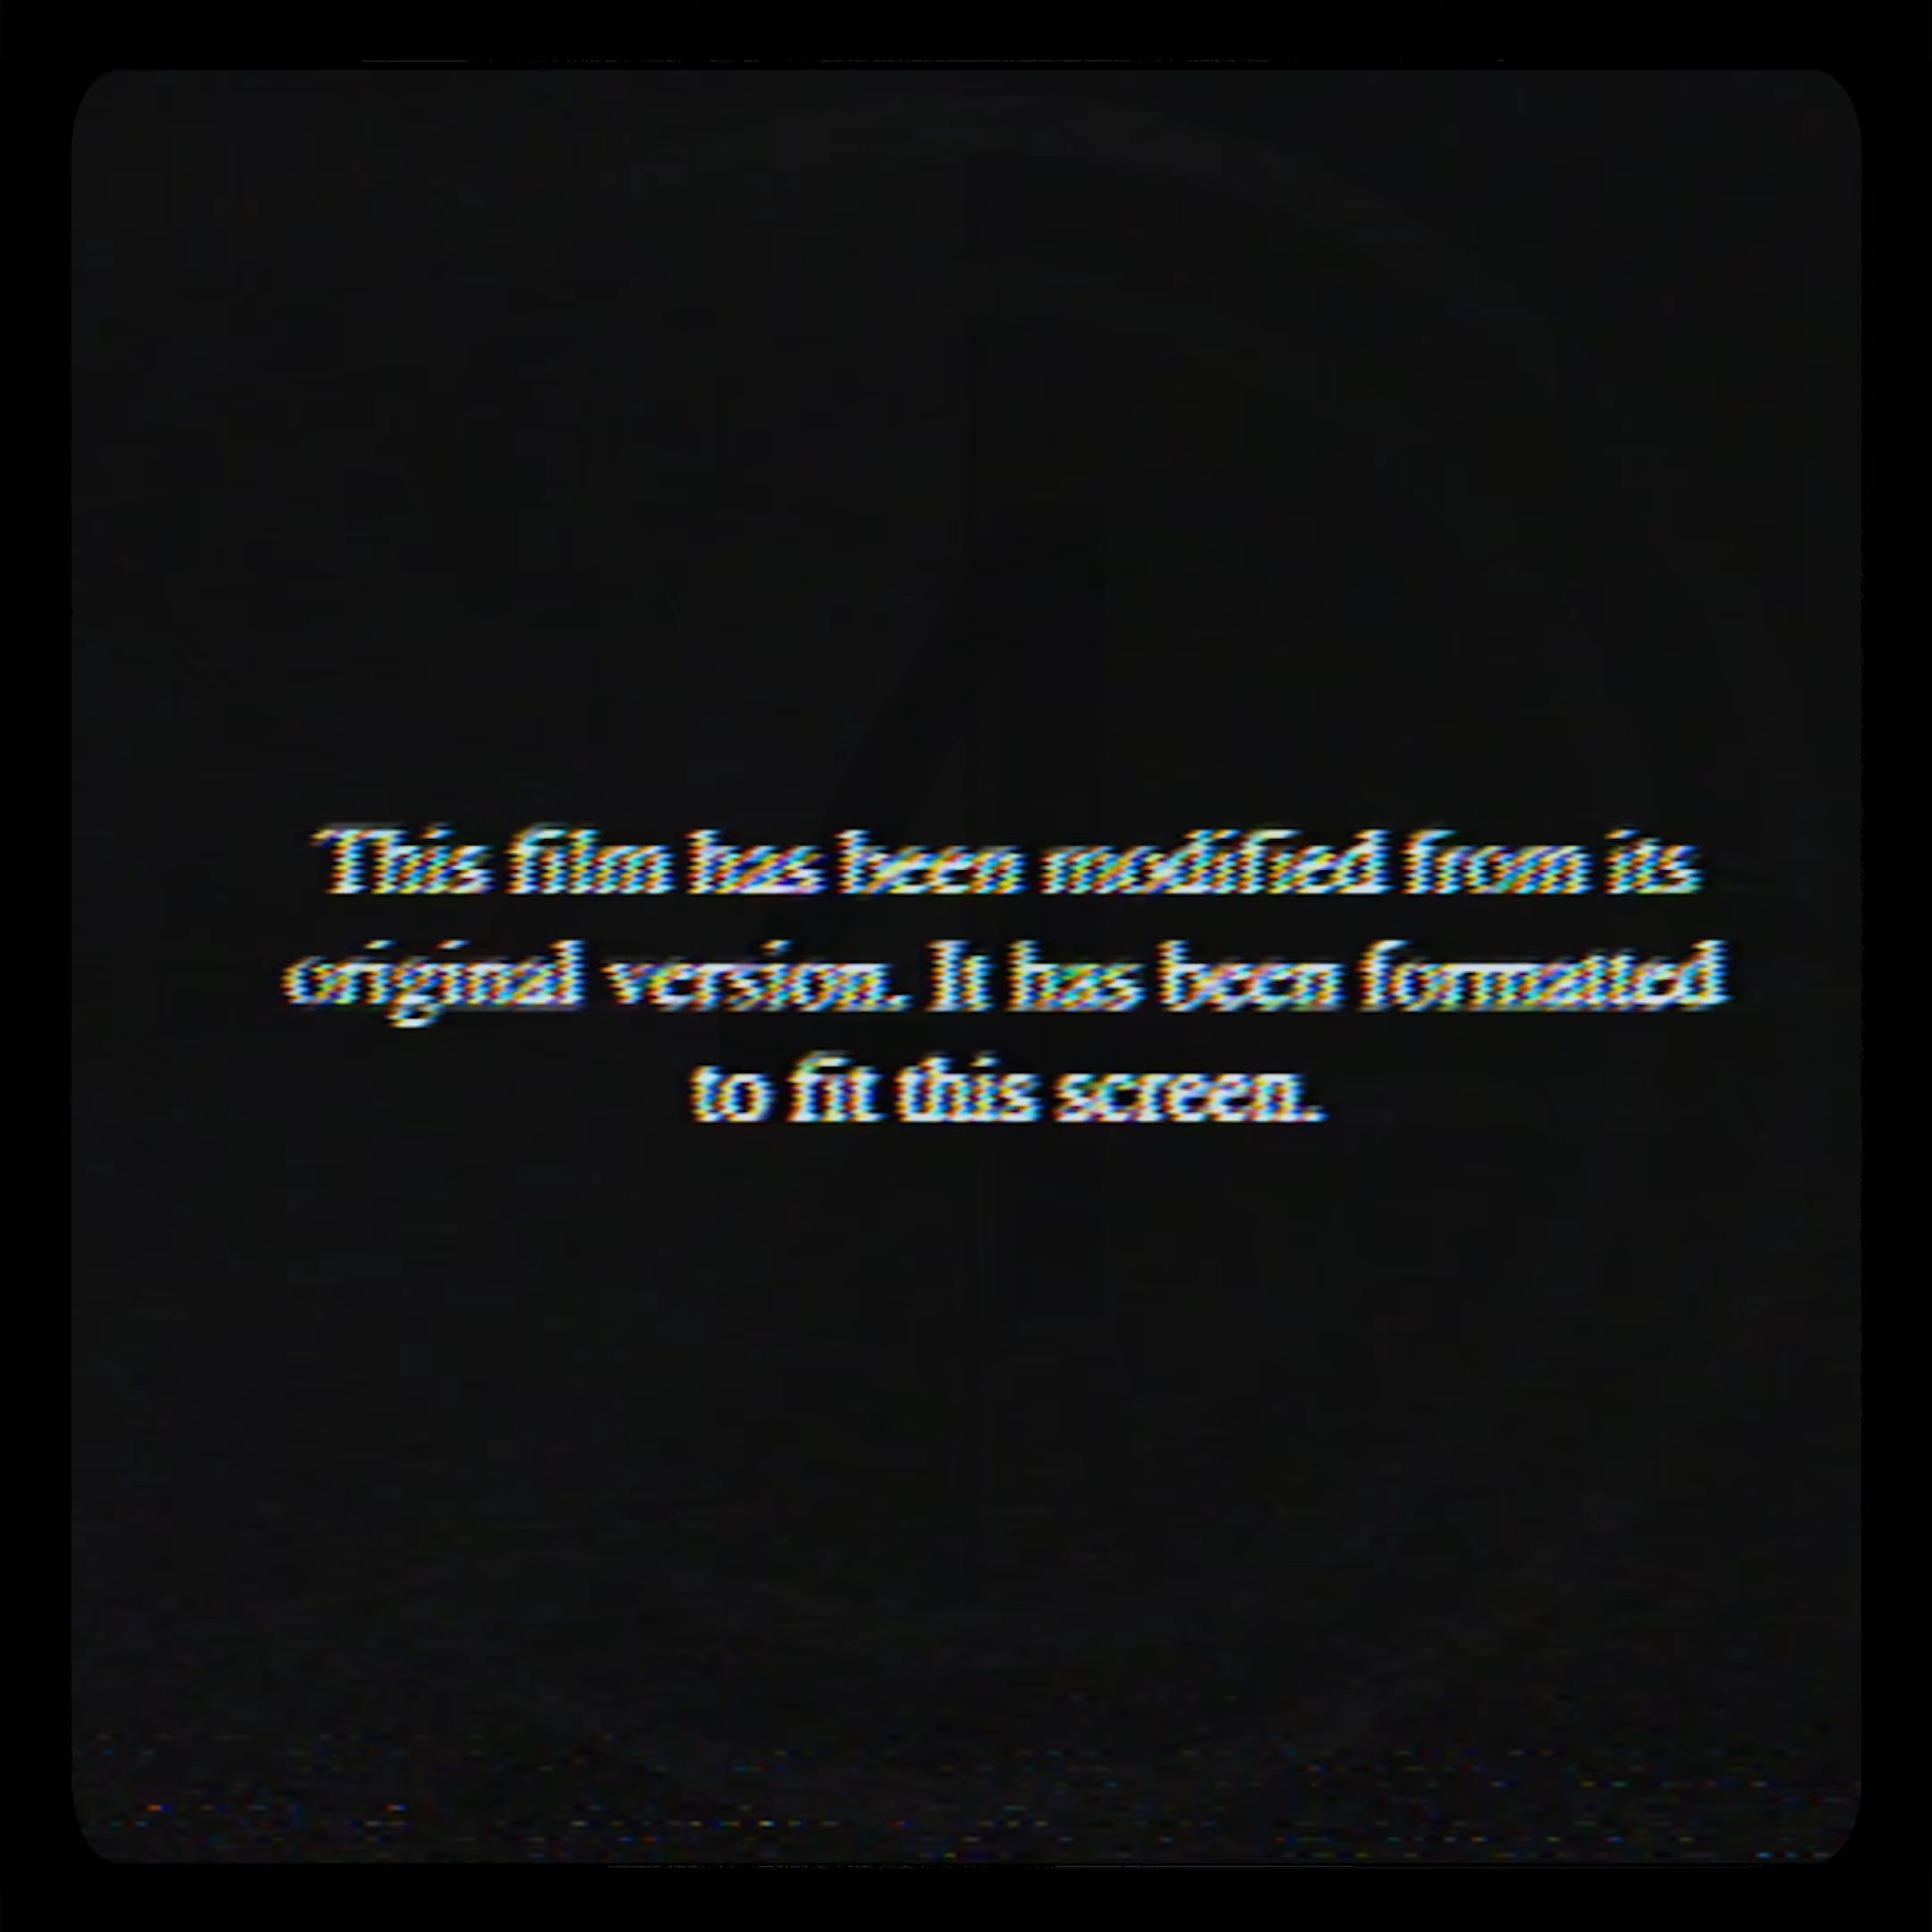 This film has been modified from its
original version. It has been formatted
to fit this screen.